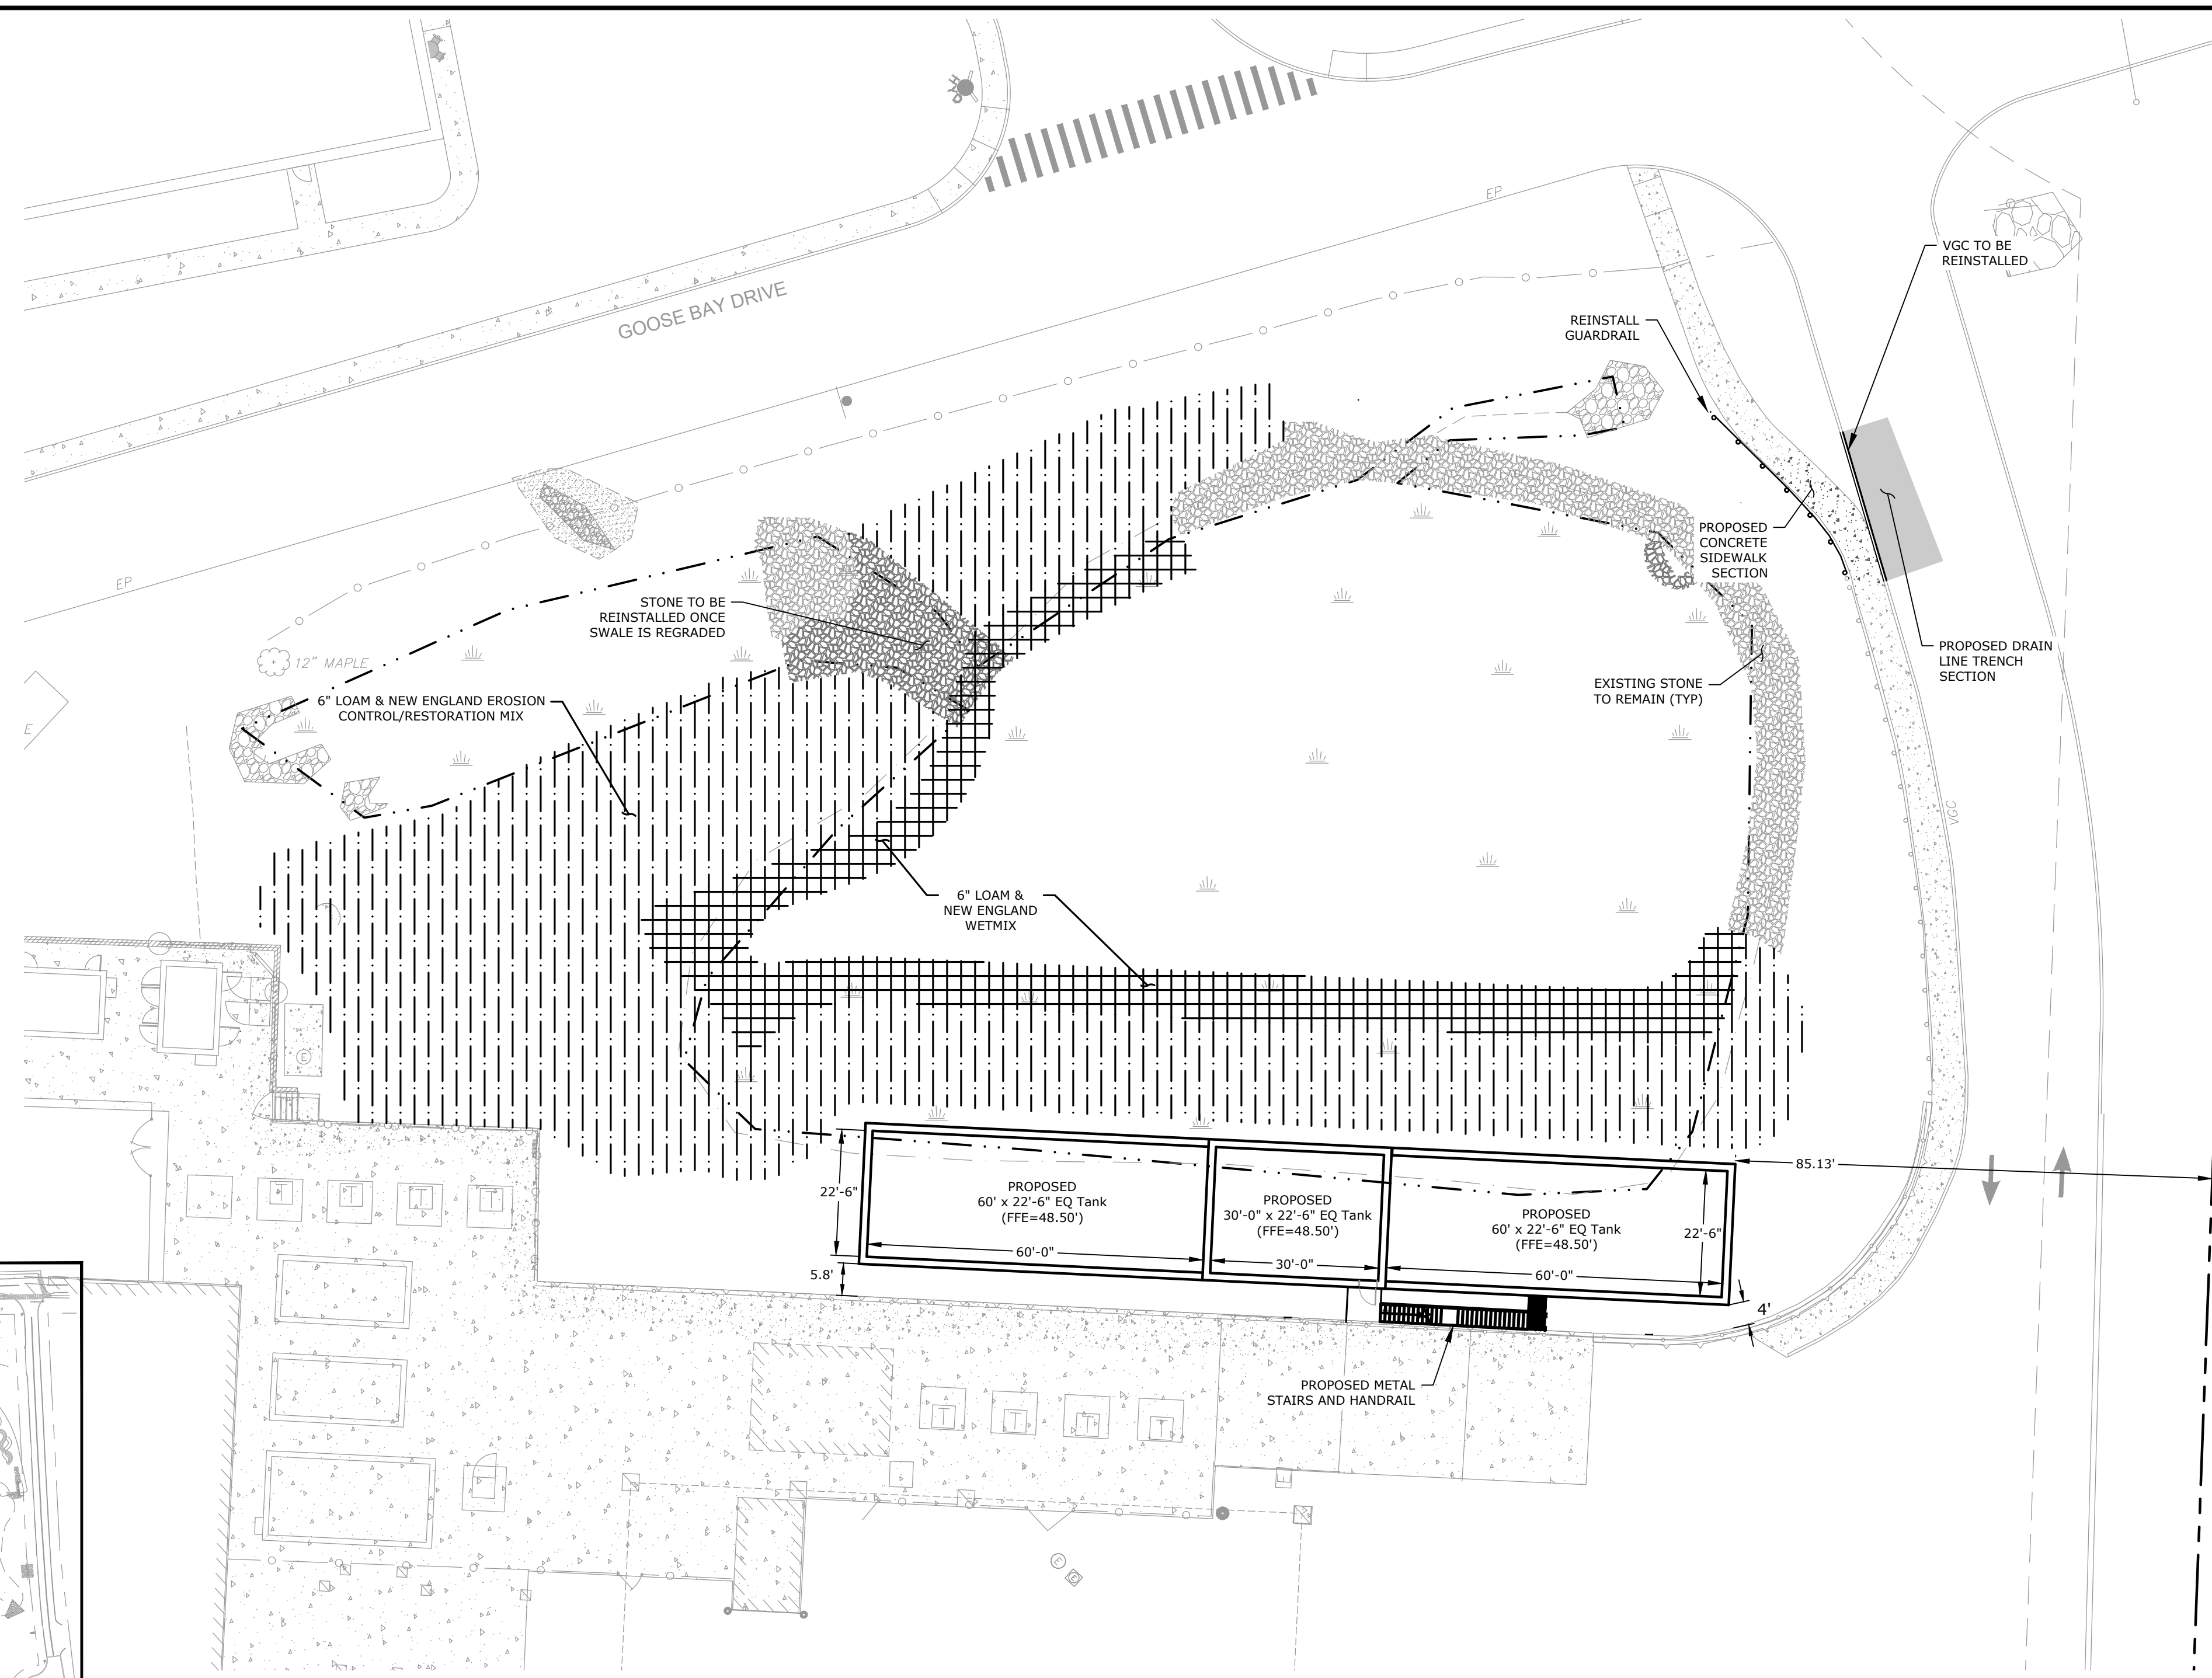 HYD
EP
GOOSE BAY DRIVE
VGC TO BE
REINSTALLED
REINSTALL
GUARDRAIL
EP
STONE TO BE
REINSTALLED ONCE
SWALE IS REGRADED
PROPOSED
CONCRETE
SIDEWALK
SECTION
12" MAPLE
6" LOAM & NEW ENGLAND EROSION
CONTROL/RESTORATION MIX
EXISTING STONE
TO REMAIN (TYP)
PROPOSED DRAIN
LINE TRENCH
SECTION
E
VGC
6" LOAM &
NEW ENGLAND
WETMIX
E
85.13'
22'-6"
PROPOSED
60' x 22'-6" EQ Tank
(FFE=48.50')
60'-0"
PROPOSED
30'-0" x 22'-6" EQ Tank
(FFE=48.50')
30'-0"
PROPOSED
60' x 22'-6" EQ Tank
(FFE=48.50')
60'-0"
22'-6"
T
T
T
T
5.8'
4'
PROPOSED METAL
STAIRS AND HANDRAIL
T
T
T
T
E
E